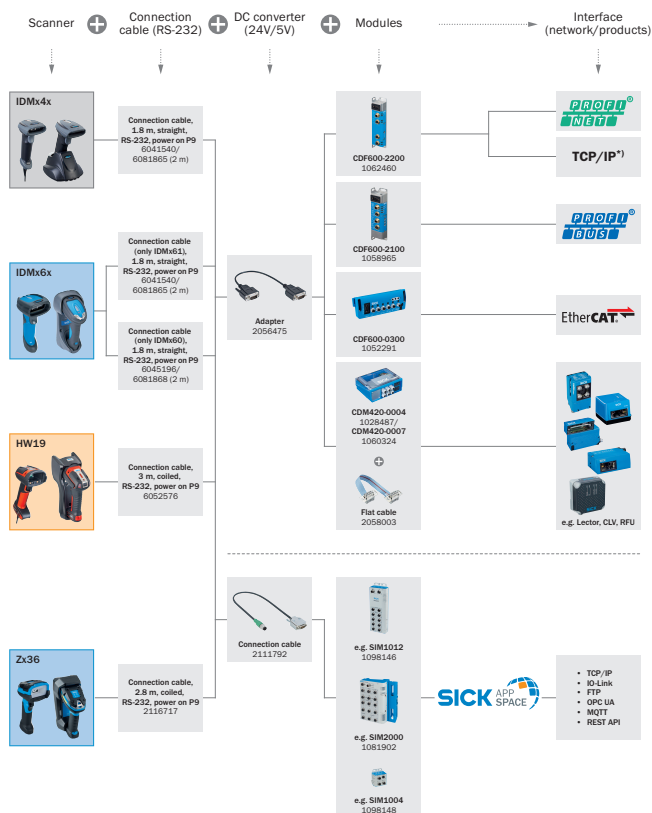 Scanner
Connection
cable (RS-232)
DC converter
(24V/5V)
Modules
Interface
(network/products)
IDMx4x
Connection cable,
1.8 m, straight,
RS-232, power on P9
6041540/
6081865 (2 m)
CDF600-2200
1062460
PROFI
NET
TCP/IP*)
IDMx6x
Connection cable
(only IDMx61),
1.8 m, straight,
RS-232, power on P9
6041540/
6081865 (2 m)
Connection cable
(only IDMx60),
1.8 m, straight,
RS-232, power on P9
6045196/
6081868 (2 m)
Adapter
2056475
CDF600-2100
1058965
PROFI
BUS
CDF600-0300
1052291
EtherCAT.
HW19
Connection cable,
3 m, coiled,
RS-232, power on P9
6052576
CDM420-0004
1028487/
CDM420-0007
1060324
Flat cable
2058003
e.g. Lector, CLV, RFU
Zx36
Connection cable,
2.8 m, coiled,
RS-232, power on P9
2116717
Connection cable
2111792
e.g. SIM1012
1098146
e.g. SIM2000
1081902
e.g. SIM1004
1098148
SICK APP
SPACE
• TCP/IP
• IO-Link
• FTP
• OPC UA
• MQTT
• REST API